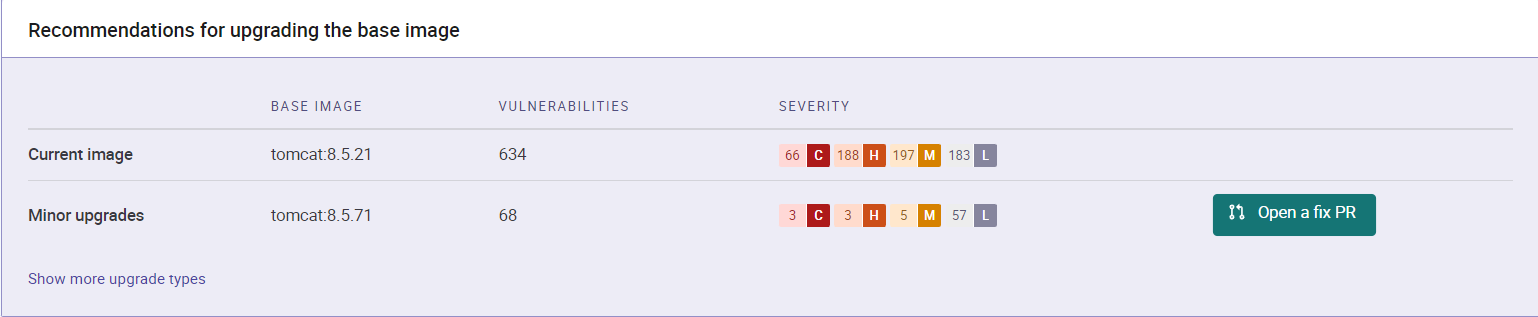 Recommendations for upgrading the base image
BASE IMAGE VULNERABILITIES SEVERITY
Current image tomcat:8.5.21 634 66 C 188 H 197 M 183 L
Minor upgrades tomcat:8.5.71 68 3 C 3 H 5 M 57 L Open a fix PR
Show more upgrade types